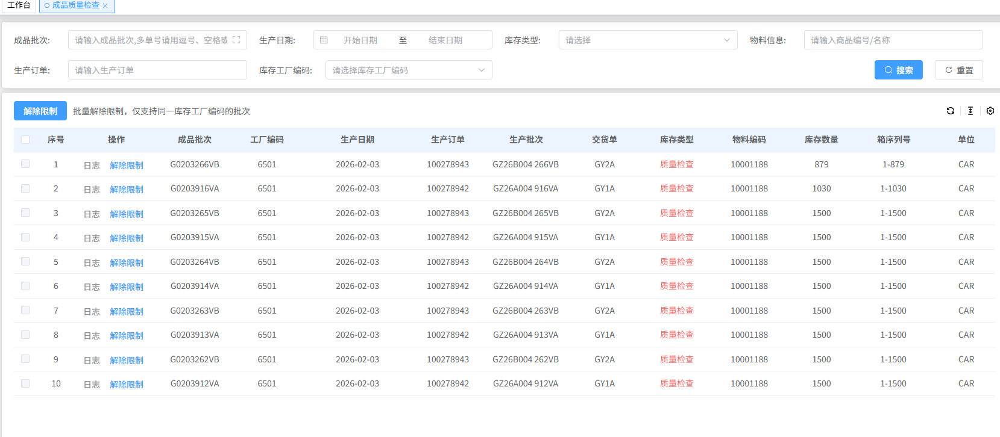 工作台 成品质量检查
成品批次: 请输入成品批次,多单号请用逗号、空格或 生产日期: 开始日期 至 结束日期 库存类型: 请选择 物料信息: 请输入商品编号/名称
生产订单: 请输入生产订单 库存工厂编码: 请选择库存工厂编码 搜索 重置
解除限制 批量解除限制，仅支持同一库存工厂编码的批次
序号 操作 成品批次 工厂编码 生产日期 生产订单 生产批次 交货单 库存类型 物料编码 库存数量 箱序列号 单位
1 日志 解除限制 G0203266VB 6501 2026-02-03 100278943 GZ26B004 266VB GY2A 质量检查 10001188 879 1-879 CAR
2 日志 解除限制 G0203916VA 6501 2026-02-03 100278942 GZ26A004 916VA GY1A 质量检查 10001188 1030 1-1030 CAR
3 日志 解除限制 G0203265VB 6501 2026-02-03 100278943 GZ26B004 265VB GY2A 质量检查 10001188 1500 1-1500 CAR
4 日志 解除限制 G0203915VA 6501 2026-02-03 100278942 GZ26A004 915VA GY1A 质量检查 10001188 1500 1-1500 CAR
5 日志 解除限制 G0203264VB 6501 2026-02-03 100278943 GZ26B004 264VB GY2A 质量检查 10001188 1500 1-1500 CAR
6 日志 解除限制 G0203914VA 6501 2026-02-03 100278942 GZ26A004 914VA GY1A 质量检查 10001188 1500 1-1500 CAR
7 日志 解除限制 G0203263VB 6501 2026-02-03 100278943 GZ26B004 263VB GY2A 质量检查 10001188 1500 1-1500 CAR
8 日志 解除限制 G0203913VA 6501 2026-02-03 100278942 GZ26A004 913VA GY1A 质量检查 10001188 1500 1-1500 CAR
9 日志 解除限制 G0203262VB 6501 2026-02-03 100278943 GZ26B004 262VB GY2A 质量检查 10001188 1500 1-1500 CAR
10 日志 解除限制 G0203912VA 6501 2026-02-03 100278942 GZ26A004 912VA GY1A 质量检查 10001188 1500 1-1500 CAR